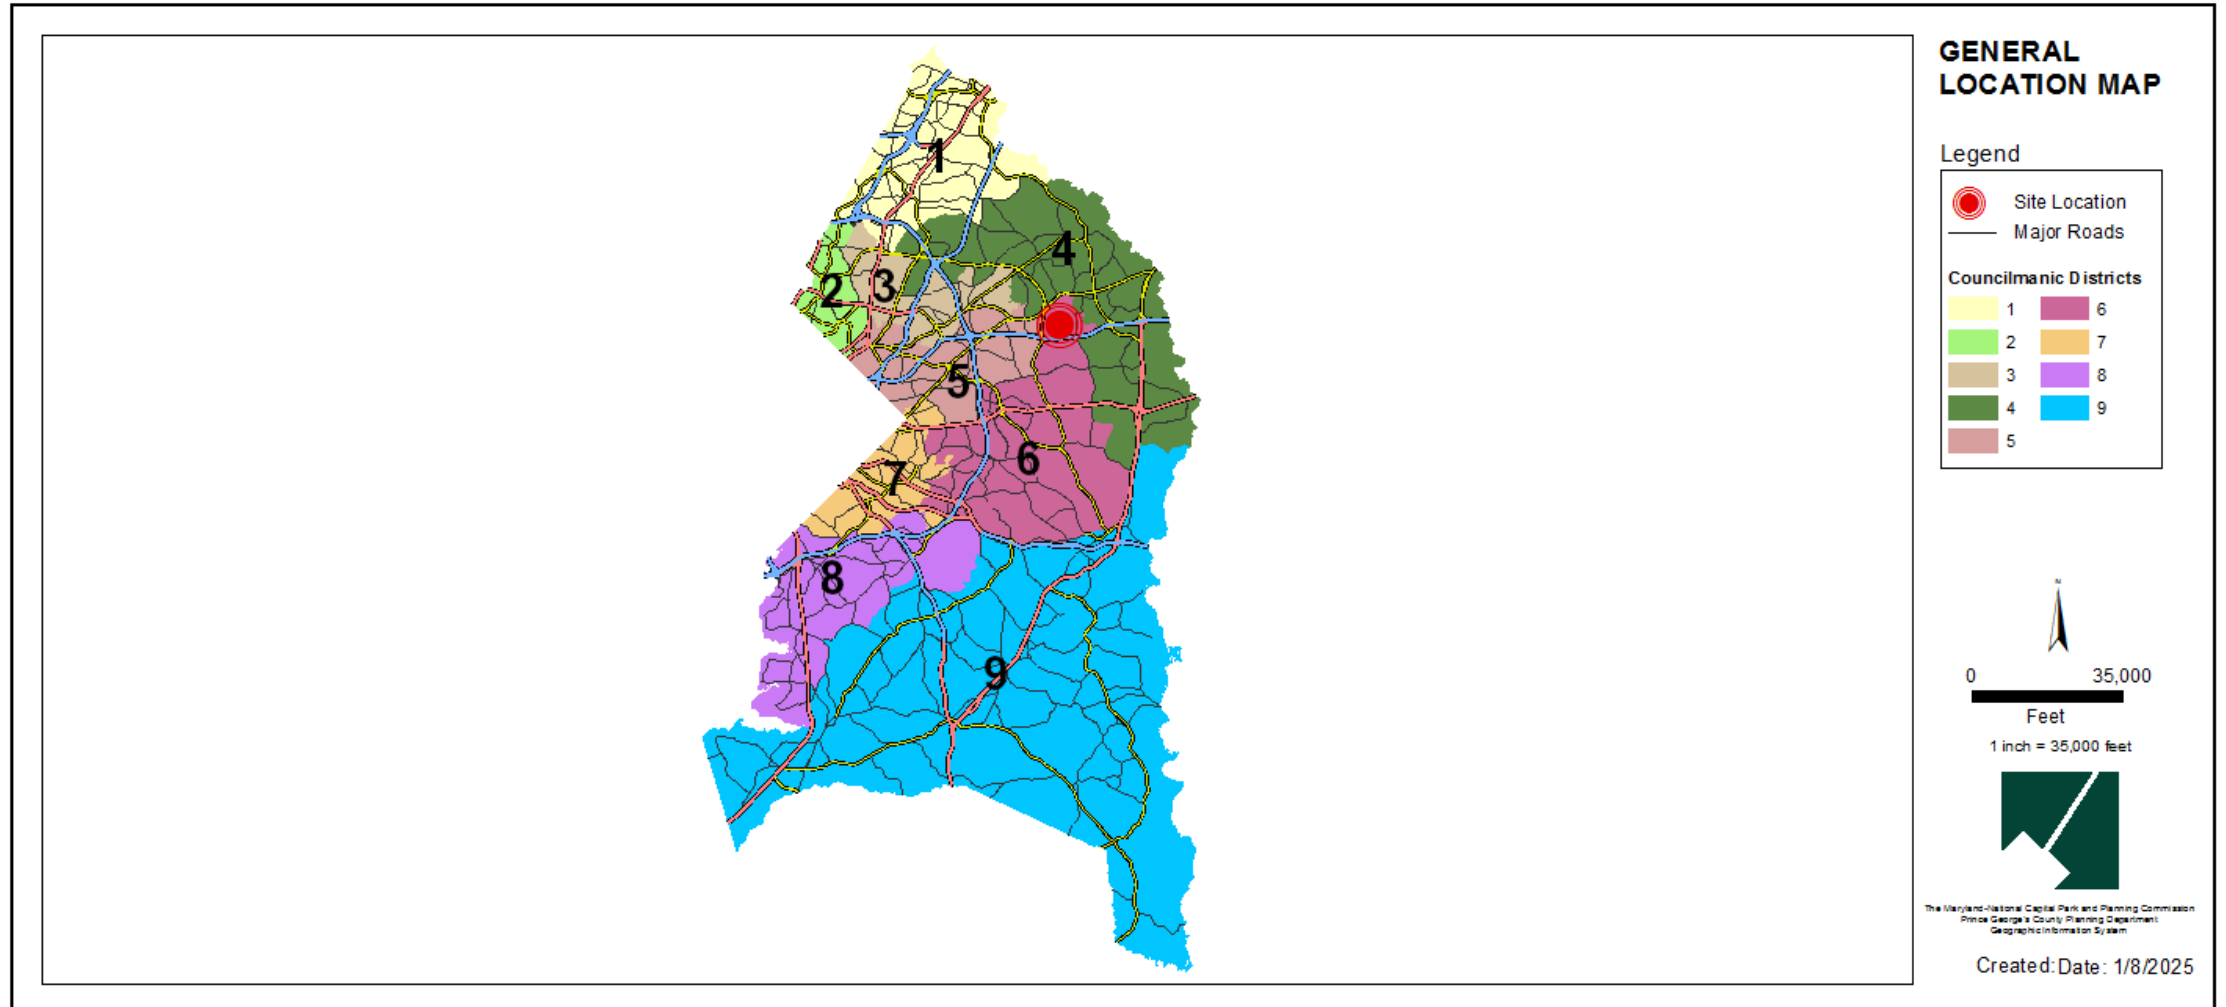 GENERAL
LOCATION MAP
Legend
Site Location
Major Roads
Councilmanic Districts
1 6
2 7
3 8
4 9
5
1
4
2
3
5
6
7
8
9
N
0 35,000
Feet
1 inch = 35,000 feet
The Maryland-National Capital Park and Planning Commission
Prince George's County Planning Department
Geographic Information System
Created: Date: 1/8/2025